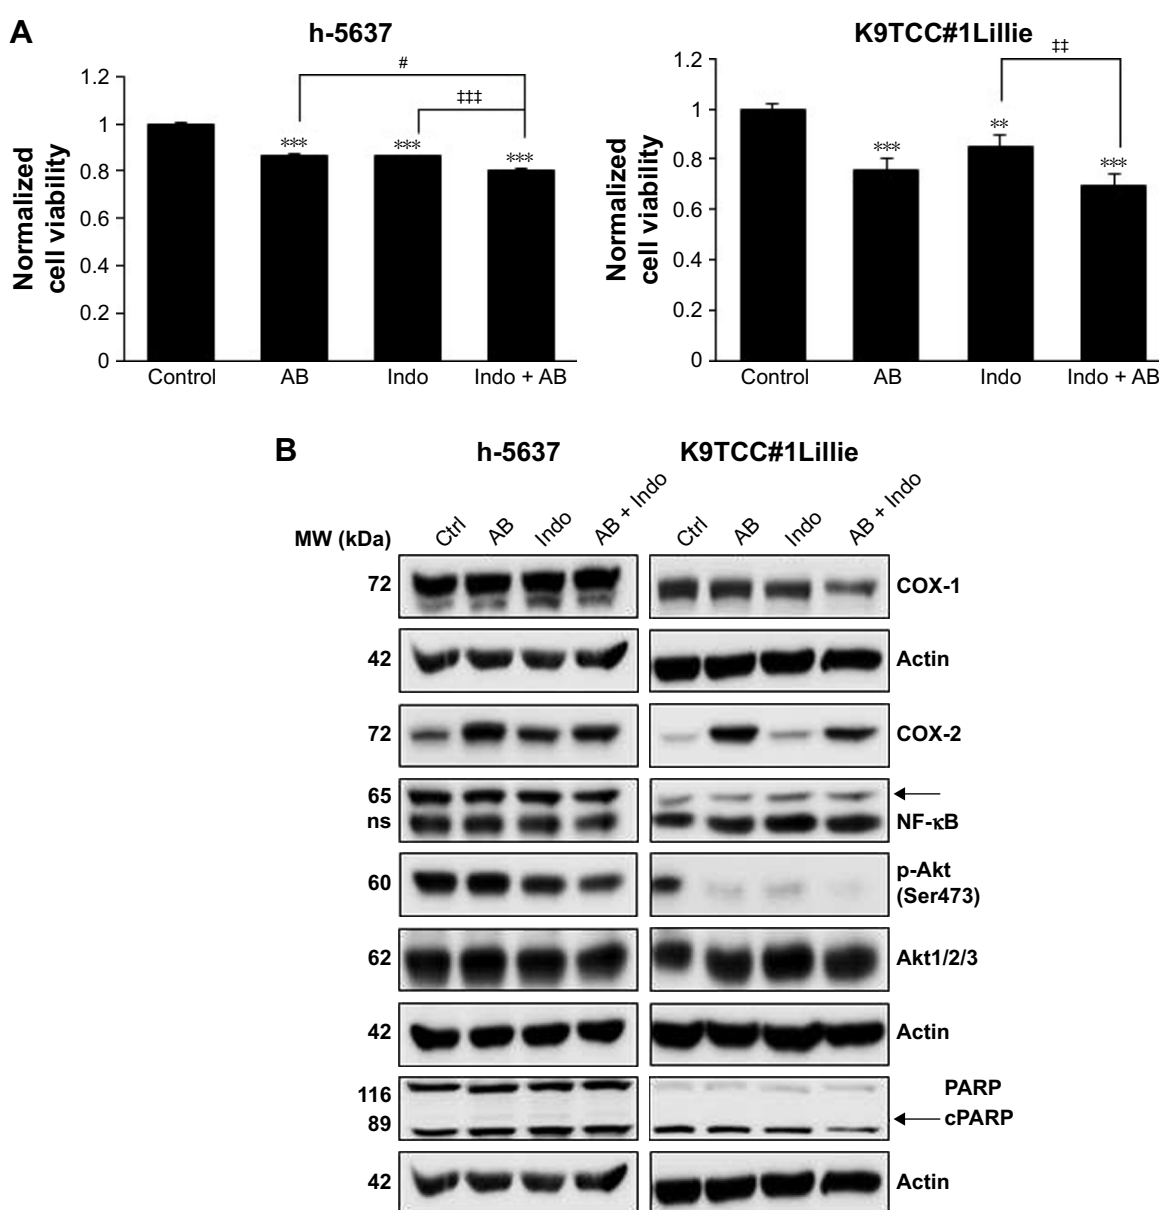 A
h-5637
K9TCC#1Lillie
Normalized
cell viability
1.2
1
0.8
0.6
0.4
0.2
0
***
***
***
#
‡‡‡
Control
AB
Indo
Indo + AB
Normalized
cell viability
1.2
1
0.8
0.6
0.4
0.2
0
***
**
***
‡‡
Control
AB
Indo
Indo + AB
B
h-5637
K9TCC#1Lillie
MW (kDa)
Ctrl
AB
Indo
AB + Indo
Ctrl
AB
Indo
AB + Indo
72
COX-1
42
Actin
72
COX-2
65
ns
NF-κB
60
p-Akt
(Ser473)
62
Akt1/2/3
42
Actin
116
PARP
89
cPARP
42
Actin